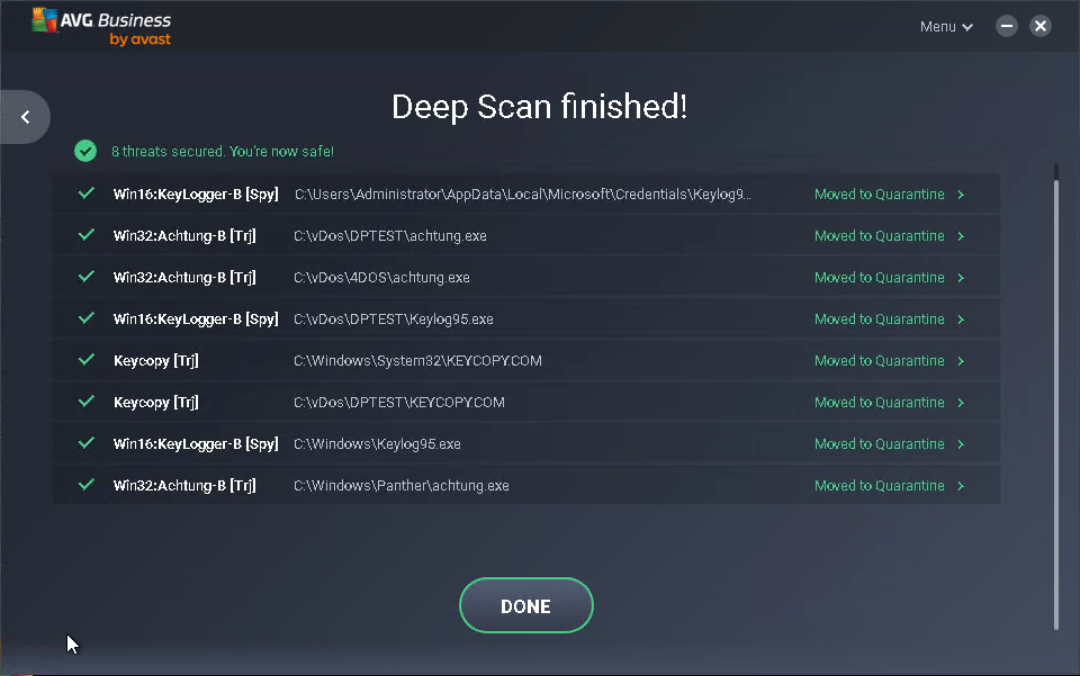 AVG Business
by avast
Menu
Deep Scan finished!
8 threats secured. You're now safe!
Win16:KeyLogger-B [Spy] C:\Users\Administrator\AppData\Local\Microsoft\Credentials\Keylog9... Moved to Quarantine
Win32:Achtung-B [Trj] C:\vDos\DPTEST\achtung.exe Moved to Quarantine
Win32:Achtung-B [Trj] C:\vDos\4DOS\achtung.exe Moved to Quarantine
Win16:KeyLogger-B [Spy] C:\vDos\DPTEST\Keylog95.exe Moved to Quarantine
Keycopy [Trj] C:\Windows\System32\KEYCOPY.COM Moved to Quarantine
Keycopy [Trj] C:\vDos\DPTEST\KEYCOPY.COM Moved to Quarantine
Win16:KeyLogger-B [Spy] C:\Windows\Keylog95.exe Moved to Quarantine
Win32:Achtung-B [Trj] C:\Windows\Panther\achtung.exe Moved to Quarantine
DONE